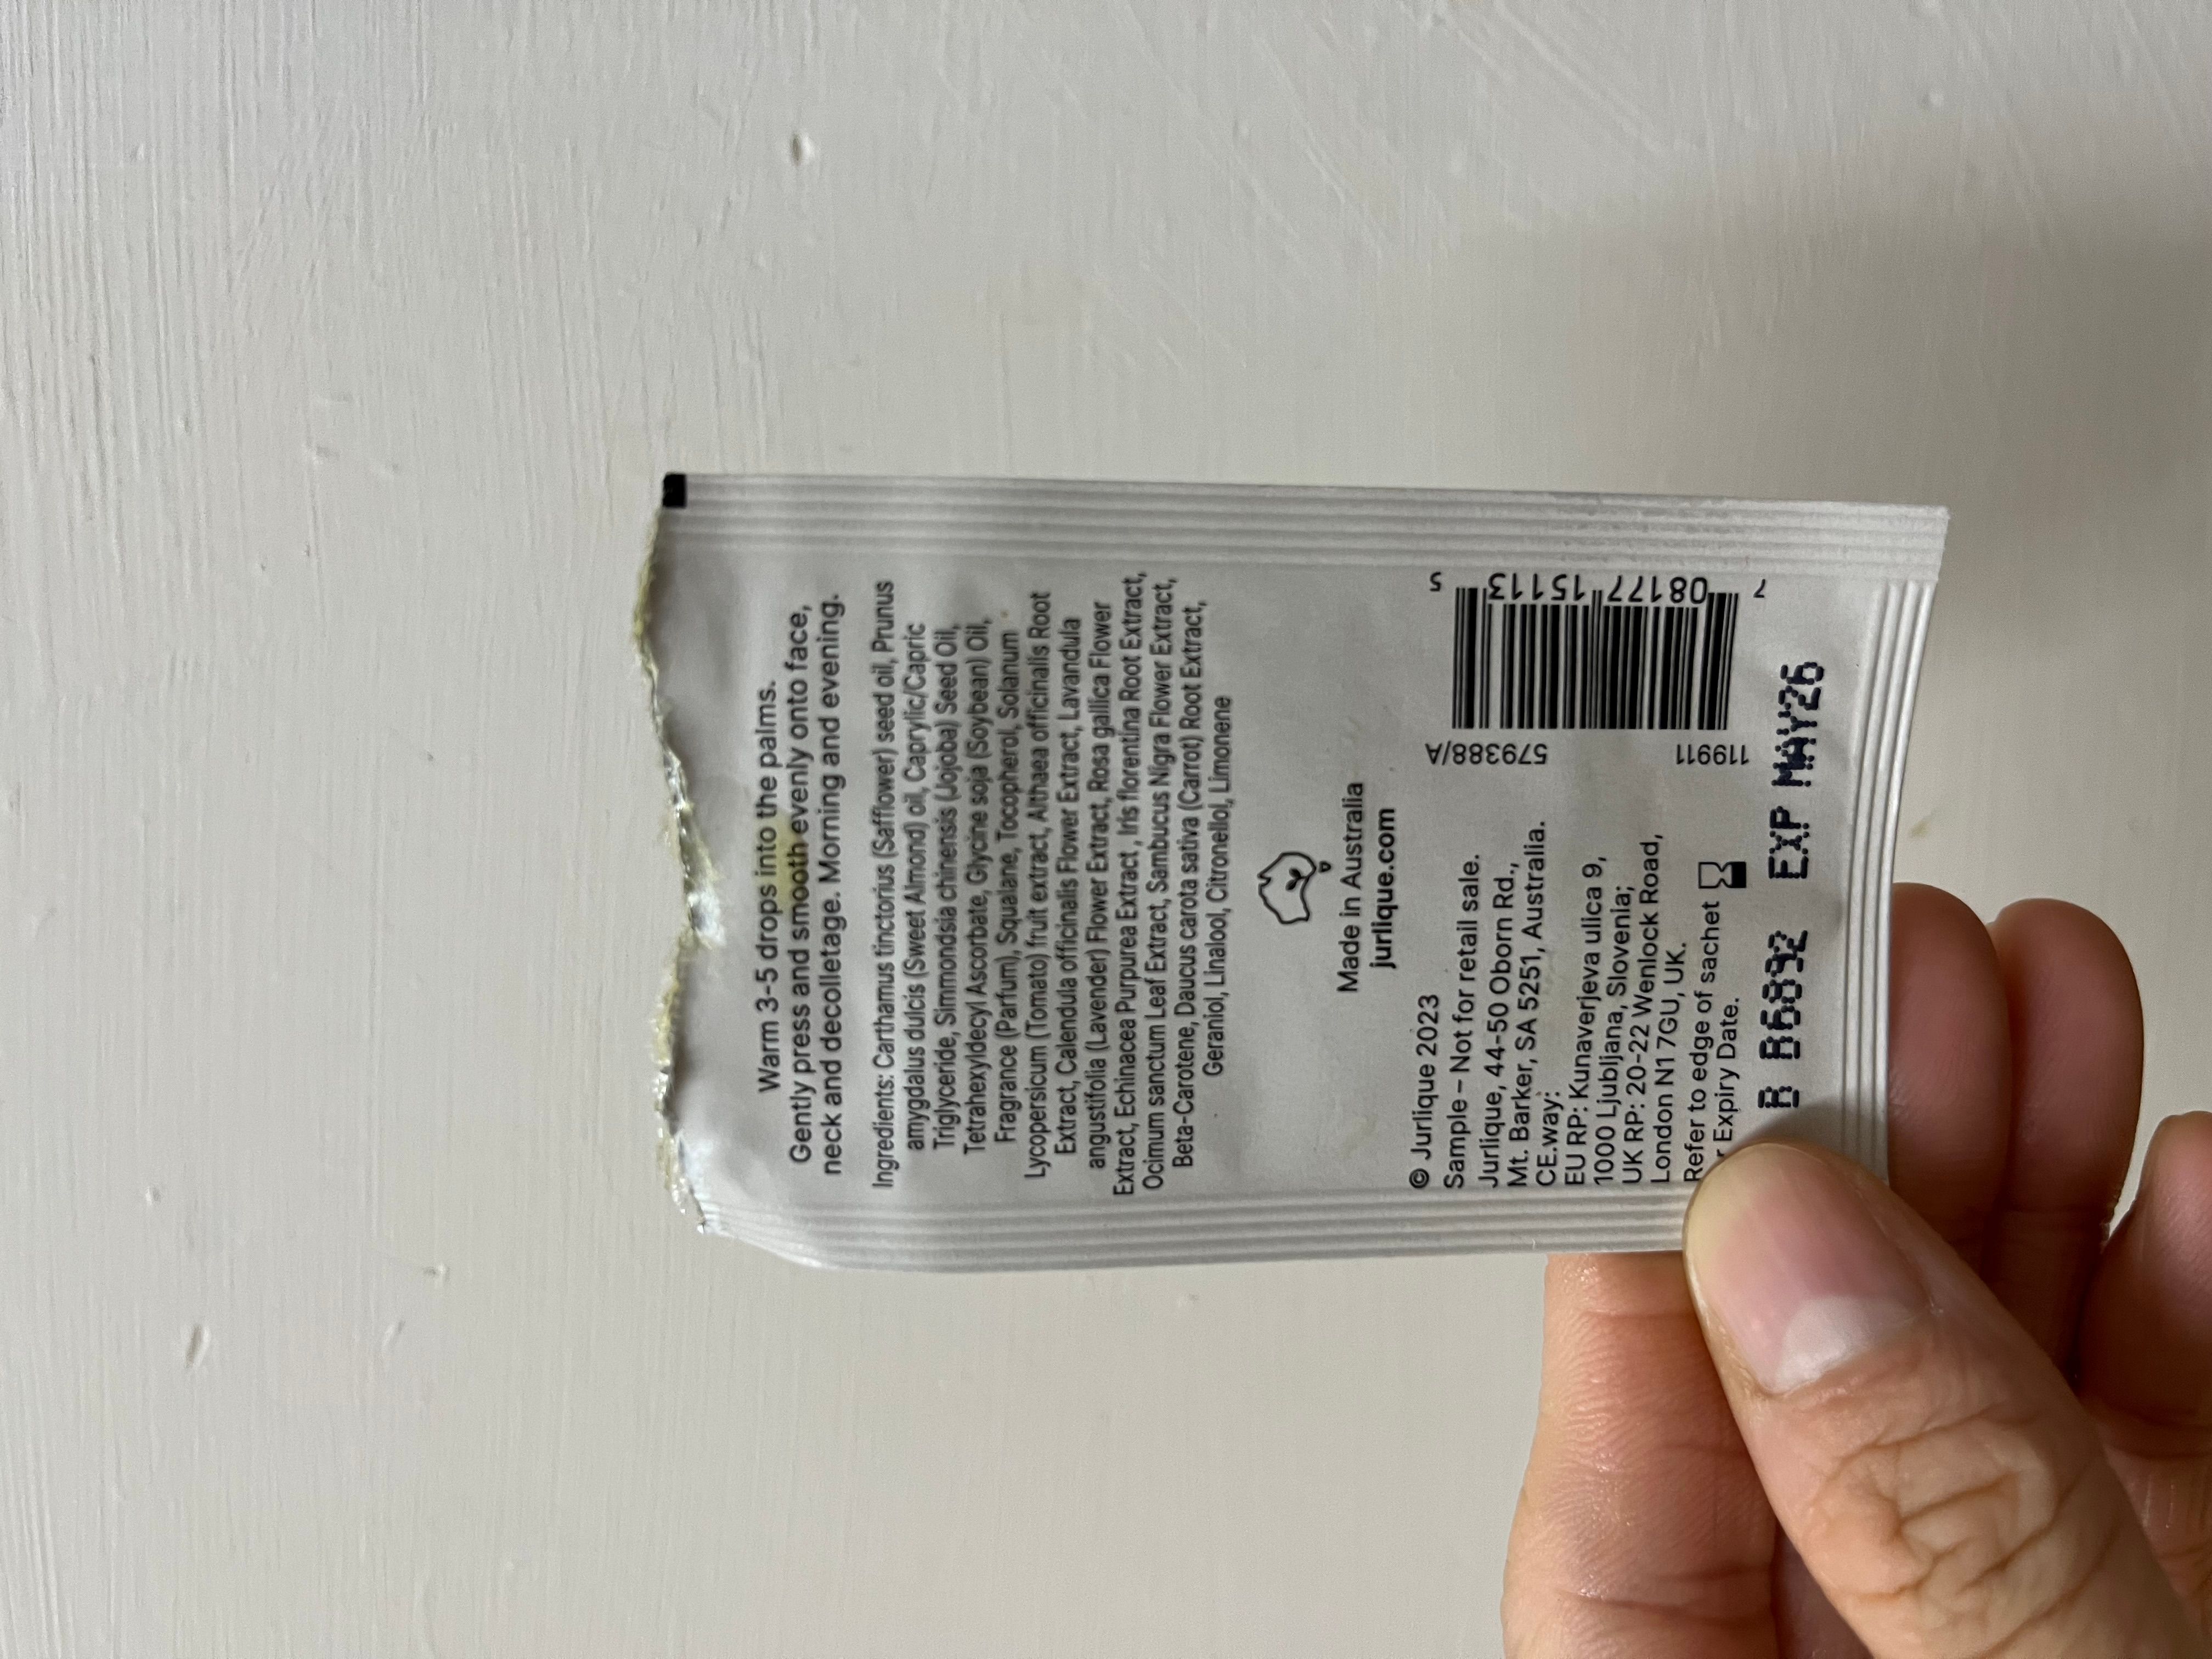 Warm 3-5 drops into the palms.
Gently press and smooth evenly onto face,
neck and decolletage. Morning and evening.
Ingredients: Carthamus tinctorius (Safflower) seed oil, Prunus
amygdalus dulcis (Sweet Almond) oil, Caprylic/Capric
Triglyceride, Simmondsia chinensis (Jojoba) Seed Oil,
Tetrahexyldecyl Ascorbate, Glycine soja (Soybean) Oil,
Fragrance (Parfum), Squalane, Tocopherol, Solanum
Lycopersicum (Tomato) fruit extract, Althaea officinalis Root
Extract, Calendula officinalis Flower Extract, Lavandula
angustifolia (Lavender) Flower Extract, Rosa gallica Flower
Extract, Echinacea Purpurea Extract, Iris florentina Root Extract,
Ocimum sanctum Leaf Extract, Sambucus Nigra Flower Extract,
Beta-Carotene, Daucus carota sativa (Carrot) Root Extract,
Geraniol, Linalool, Citronellol, Limonene
Made in Australia
jurlique.com
© Jurlique 2023
Sample – Not for retail sale.
Jurlique, 44-50 Oborn Rd.,
Mt. Barker, SA 5251, Australia.
CE.way:
EU RP: Kunaverjeva ulica 9,
1000 Ljubljana, Slovenia;
UK RP: 20-22 Wenlock Road,
London N1 7GU, UK.
Refer to edge of sachet
Expiry Date.
119911
579388/A
7 08177 15113 5
EXP MAY26